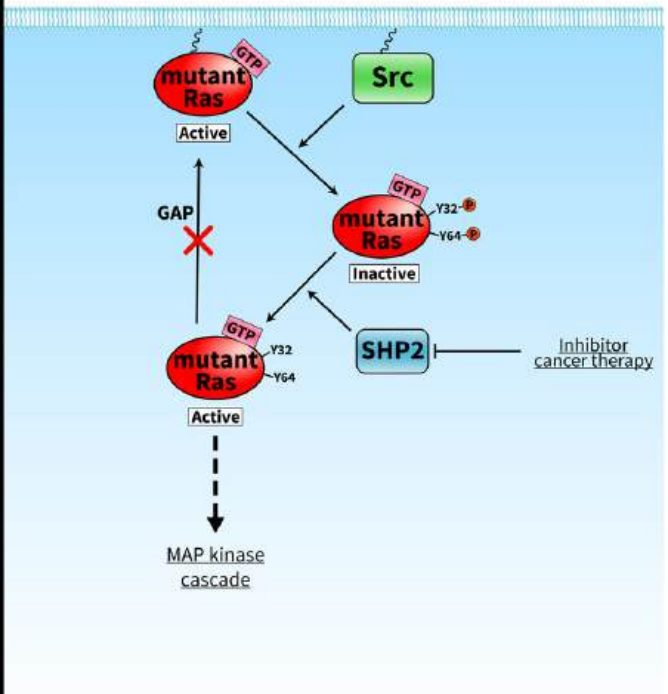 GTP
mutant
Ras
Active
Src
GAP
GTP
mutant
Ras
Y32
P
Y64
P
Inactive
GTP
mutant
Ras
Y32
Y64
Active
SHP2
Inhibitor
cancer therapy
MAP kinase
cascade